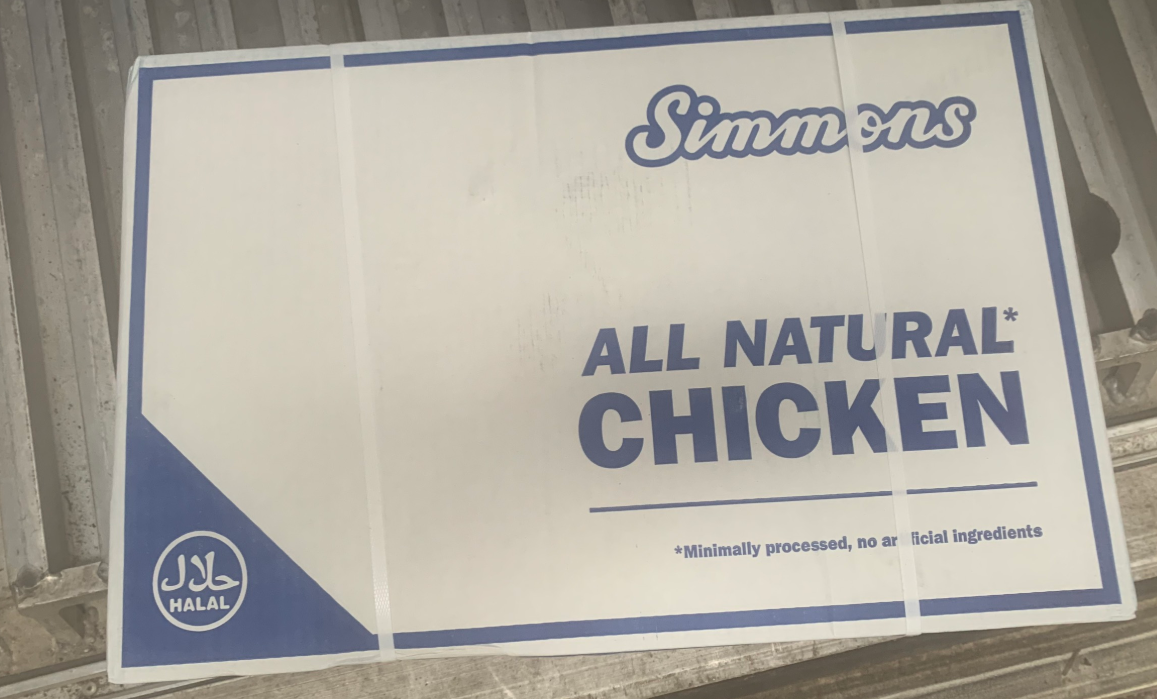 Simmons
ALL NATURAL*
CHICKEN
*Minimally processed, no artificial ingredients
حلال
HALAL